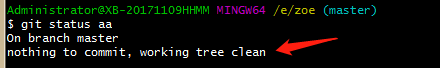 Administrator@XB-20171109HHMM MINGW64 /e/zoe (master)
$ git status aa
On branch master
nothing to commit, working tree clean